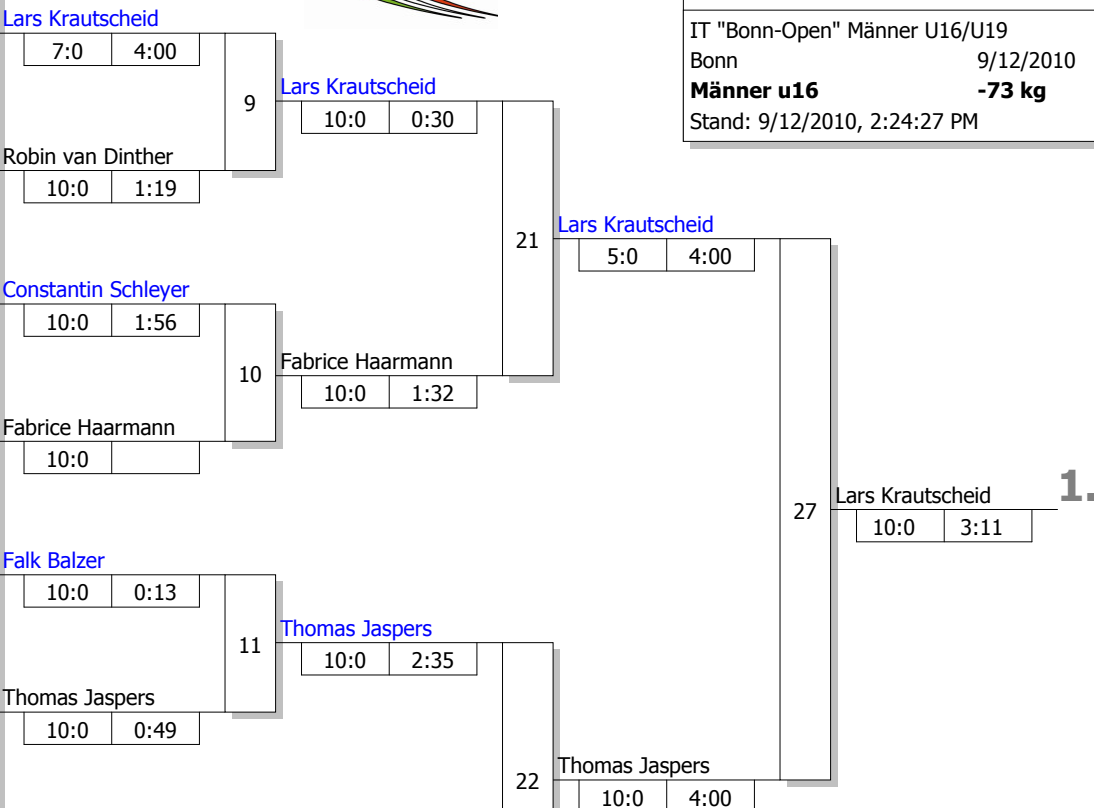 Lars Krautscheid
7:0 4:00
9
Robin van Dinther
10:0 1:19
Constantin Schleyer
10:0 1:56
10
Fabrice Haarmann
10:0
Falk Balzer
10:0 0:13
11
Thomas Jaspers
10:0 0:49
Lars Krautscheid
10:0 0:30
21
Fabrice Haarmann
10:0 1:32
Thomas Jaspers
10:0 2:35
22
Lars Krautscheid
5:0 4:00
27
Thomas Jaspers
10:0 4:00
Lars Krautscheid
10:0 3:11
1.
IT "Bonn-Open" Männer U16/U19
Bonn 9/12/2010
Männer u16 -73 kg
Stand: 9/12/2010, 2:24:27 PM